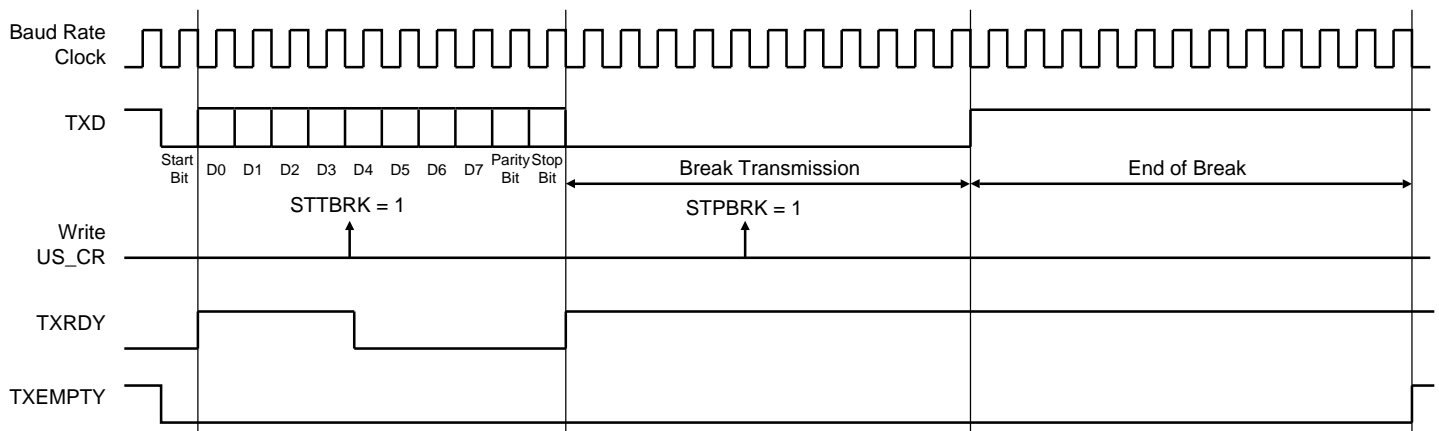 Baud Rate
Clock
TXD
Start
Bit
D0
D1
D2
D3
D4
D5
D6
D7
Parity
Bit
Stop
Bit
Break Transmission
End of Break
STTBRK = 1
STPBRK = 1
Write
US_CR
TXRDY
TXEMPTY